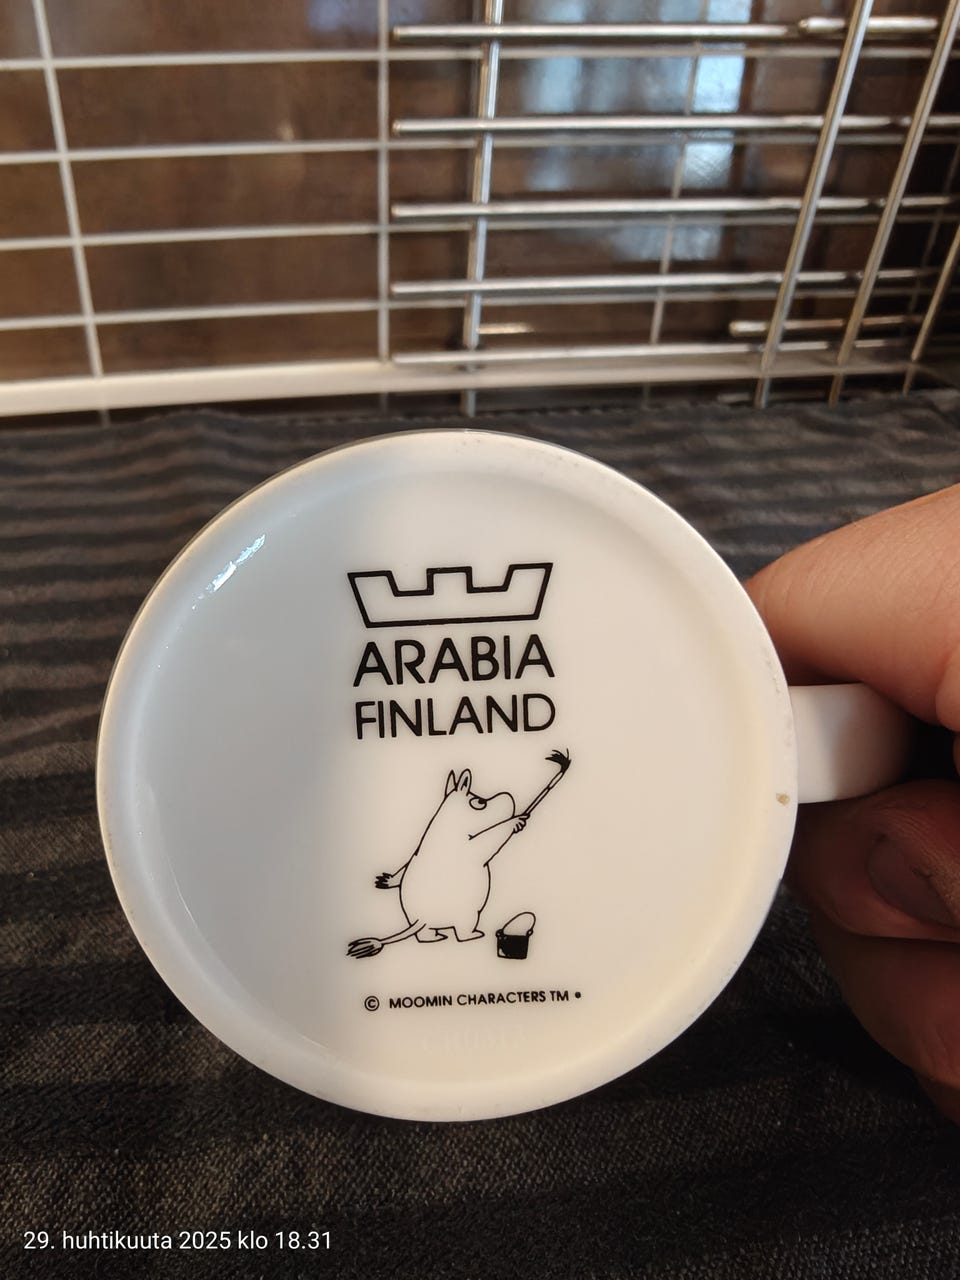 ARABIA
FINLAND
© MOOMIN CHARACTERS TM •
29. huhtikuuta 2025 klo 18.31